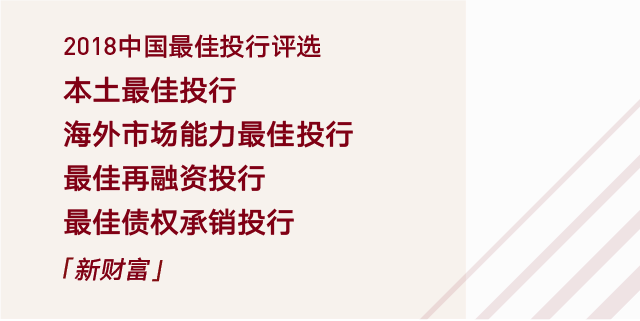 2018中国最佳投行评选
本土最佳投行
海外市场能力最佳投行
最佳再融资投行
最佳债权承销投行
「新财富」